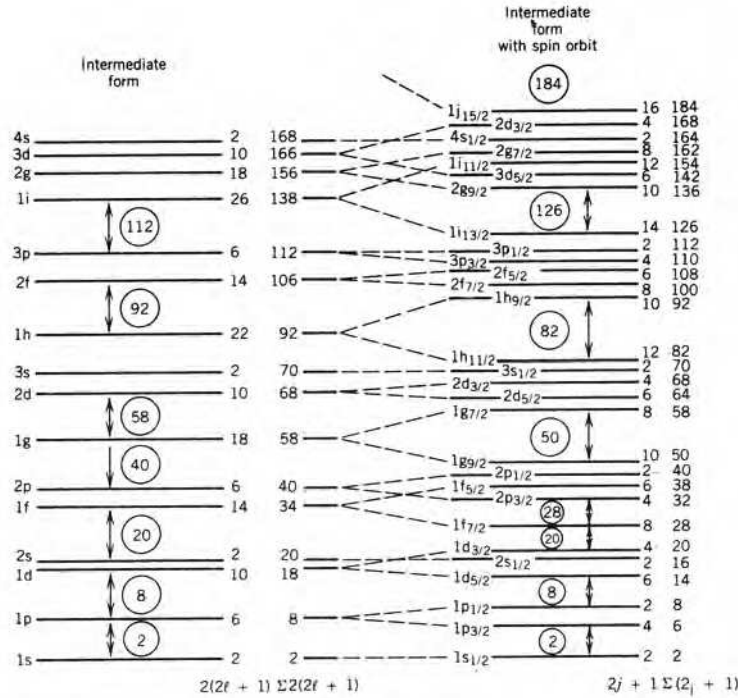 Intermediate
form
with spin orbit
Intermediate
form
184
1j15/2 16 184
2d3/2 4 168
4s 2 168 4s1/2 2 164
3d 10 166 2g7/2 8 162
2g 18 156 1i11/2 12 154
3d5/2 6 142
1i 26 138 2g9/2 10 136
112 126
1i13/2 14 126
3p 6 112 3p1/2 2 112
3p3/2 4 110
2f 14 106 2f5/2 6 108
2f7/2 8 100
1h9/2 10 92
92
1h 22 92 82
1h11/2 12 82
3s 2 70 3s1/2 2 70
2d3/2 4 68
2d 10 68 2d5/2 6 64
58 1g7/2 8 58
1g 18 58 50
40 1g9/2 10 50
2p1/2 2 40
2p 6 40 1f5/2 6 38
2p3/2 4 32
1f 14 34 28
1f7/2 8 28
20 20
1d3/2 4 20
2s 2 20 2s1/2 2 16
1d 10 18 1d5/2 6 14
8 8
1p1/2 2 8
1p 6 8 1p3/2 4 6
2 2
1s 2 2 1s1/2 2 2
2(2ℓ + 1) Σ2(2ℓ + 1) 2j + 1 Σ(2j + 1)